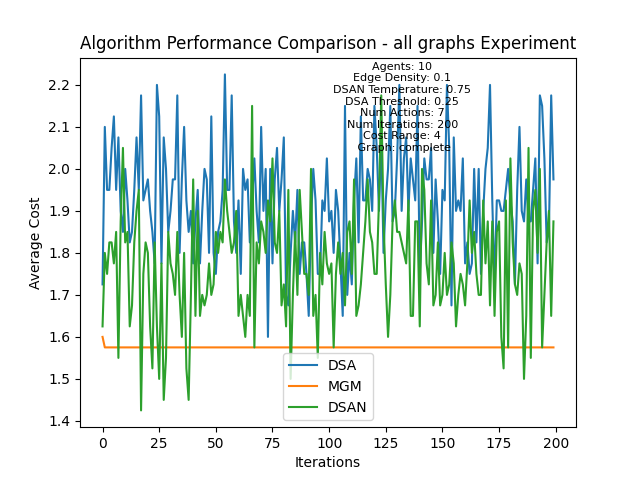 Algorithm Performance Comparison - all graphs Experiment
Agents: 10
Edge Density: 0.1
DSAN Temperature: 0.75
DSA Threshold: 0.25
Num Actions: 7
Num Iterations: 200
Cost Range: 4
Graph: complete
Average Cost
2.2
2.1
2.0
1.9
1.8
1.7
1.6
1.5
1.4
DSA
MGM
DSAN
0 25 50 75 100 125 150 175 200
Iterations